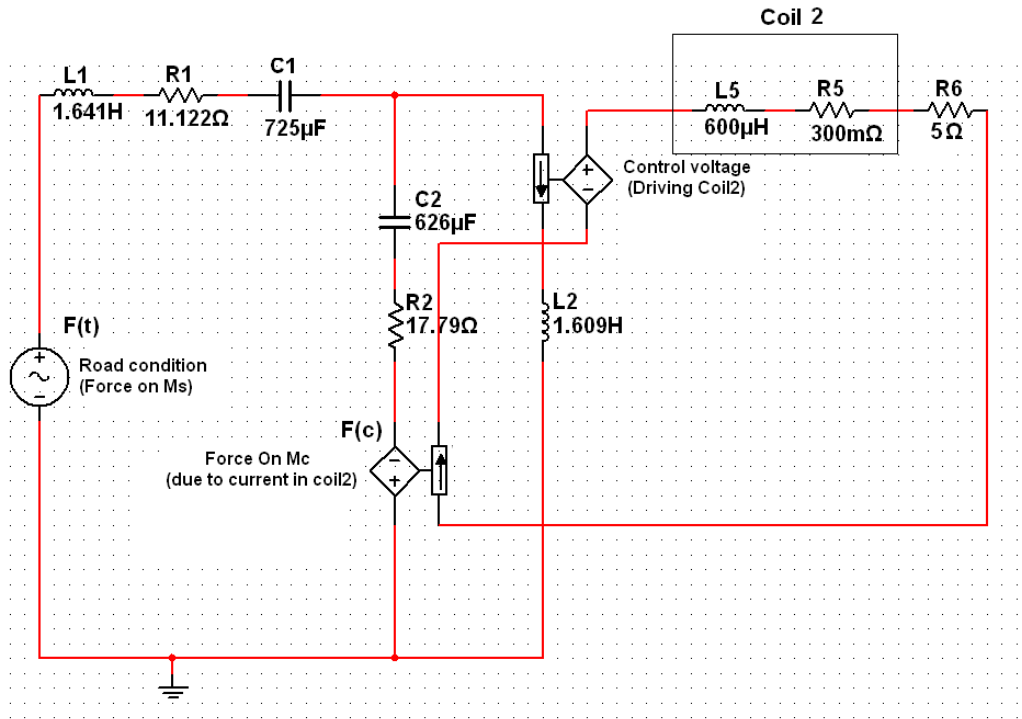 Coil 2
L1
1.641H
R1
11.122Ω
C1
725µF
L5
600µH
R5
300mΩ
R6
5Ω
Control voltage
(Driving Coil2)
+
−
C2
626µF
R2
17.79Ω
L2
1.609H
F(t)
+
−
Road condition
(Force on Ms)
F(c)
−
+
Force On Mc
(due to current in coil2)